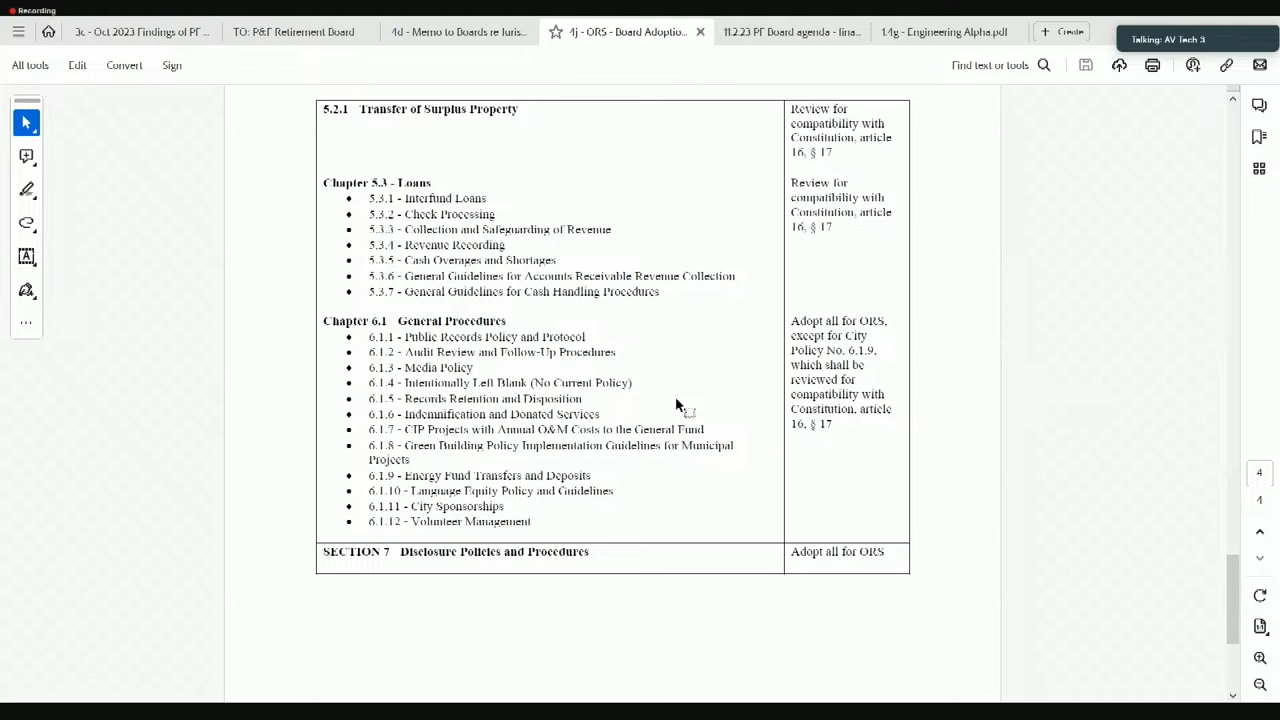 Recording
3c - Oct 2023 Findings of PF ...
TO: P&F Retirement Board
4d - Memo to Boards re Juris...
4j - ORS - Board Adoptio...
11.2.23 PF Board agenda - fina...
1.4g - Engineering Alpha.pdf
Create
Talking: AV Tech 3
All tools
Edit
Convert
Sign
Find text or tools
5.2.1 Transfer of Surplus Property
Review for
compatibility with
Constitution, article
16, § 17
Chapter 5.3 - Loans
• 5.3.1 - Interfund Loans
• 5.3.2 - Check Processing
• 5.3.3 - Collection and Safeguarding of Revenue
• 5.3.4 - Revenue Recording
• 5.3.5 - Cash Overages and Shortages
• 5.3.6 - General Guidelines for Accounts Receivable Revenue Collection
• 5.3.7 - General Guidelines for Cash Handling Procedures
Review for
compatibility with
Constitution, article
16, § 17
Chapter 6.1 General Procedures
• 6.1.1 - Public Records Policy and Protocol
• 6.1.2 - Audit Review and Follow-Up Procedures
• 6.1.3 - Media Policy
• 6.1.4 - Intentionally Left Blank (No Current Policy)
• 6.1.5 - Records Retention and Disposition
• 6.1.6 - Indemnification and Donated Services
• 6.1.7 - CIP Projects with Annual O&M Costs to the General Fund
• 6.1.8 - Green Building Policy Implementation Guidelines for Municipal
Projects
• 6.1.9 - Energy Fund Transfers and Deposits
• 6.1.10 - Language Equity Policy and Guidelines
• 6.1.11 - City Sponsorships
• 6.1.12 - Volunteer Management
Adopt all for ORS,
except for City
Policy No. 6.1.9,
which shall be
reviewed for
compatibility with
Constitution, article
16, § 17
SECTION 7 Disclosure Policies and Procedures
Adopt all for ORS
4
4